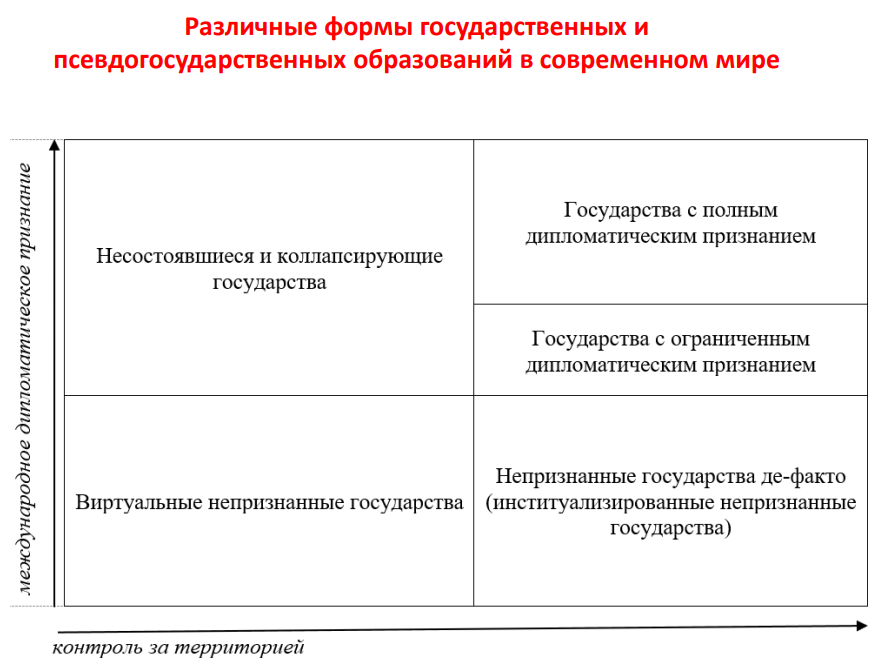 Различные формы государственных и
псевдогосударственных образований в современном мире
международное дипломатическое признание
Несостоявшиеся и коллапсирующие
государства
Государства с полным
дипломатическим признанием
Государства с ограниченным
дипломатическим признанием
Виртуальные непризнанные государства
Непризнанные государства де-факто
(институализированные непризнанные
государства)
контроль за территорией